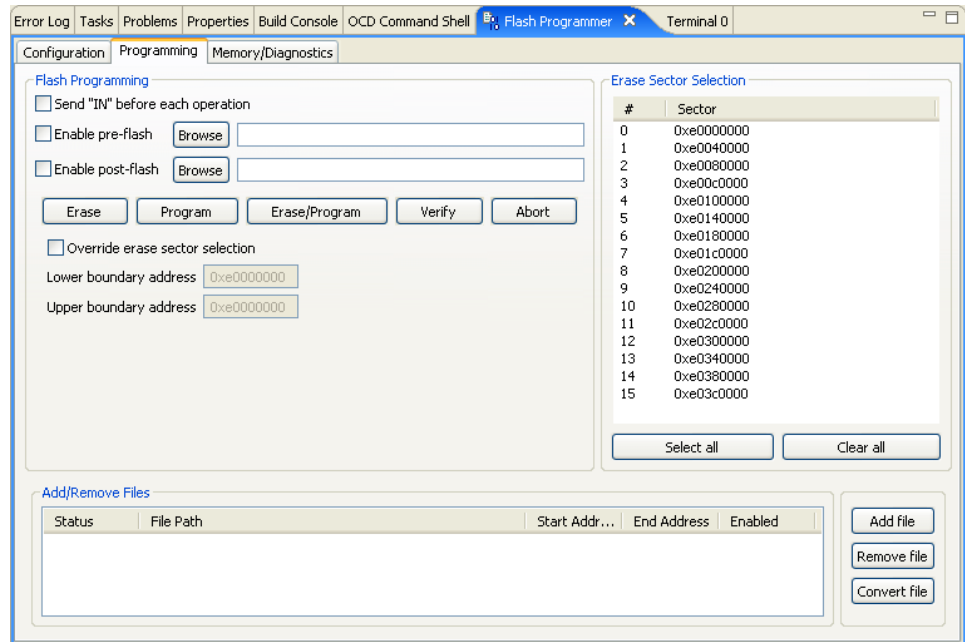 Error Log Tasks Problems Properties Build Console OCD Command Shell Flash Programmer Terminal 0
Configuration Programming Memory/Diagnostics
Flash Programming
Send "IN" before each operation
Enable pre-flash Browse
Enable post-flash Browse
Erase Program Erase/Program Verify Abort
Override erase sector selection
Lower boundary address 0xe0000000
Upper boundary address 0xe0000000
Erase Sector Selection
# Sector
0 0xe0000000
1 0xe0040000
2 0xe0080000
3 0xe00c0000
4 0xe0100000
5 0xe0140000
6 0xe0180000
7 0xe01c0000
8 0xe0200000
9 0xe0240000
10 0xe0280000
11 0xe02c0000
12 0xe0300000
13 0xe0340000
14 0xe0380000
15 0xe03c0000
Select all Clear all
Add/Remove Files
Status File Path Start Addr... End Address Enabled
Add file
Remove file
Convert file